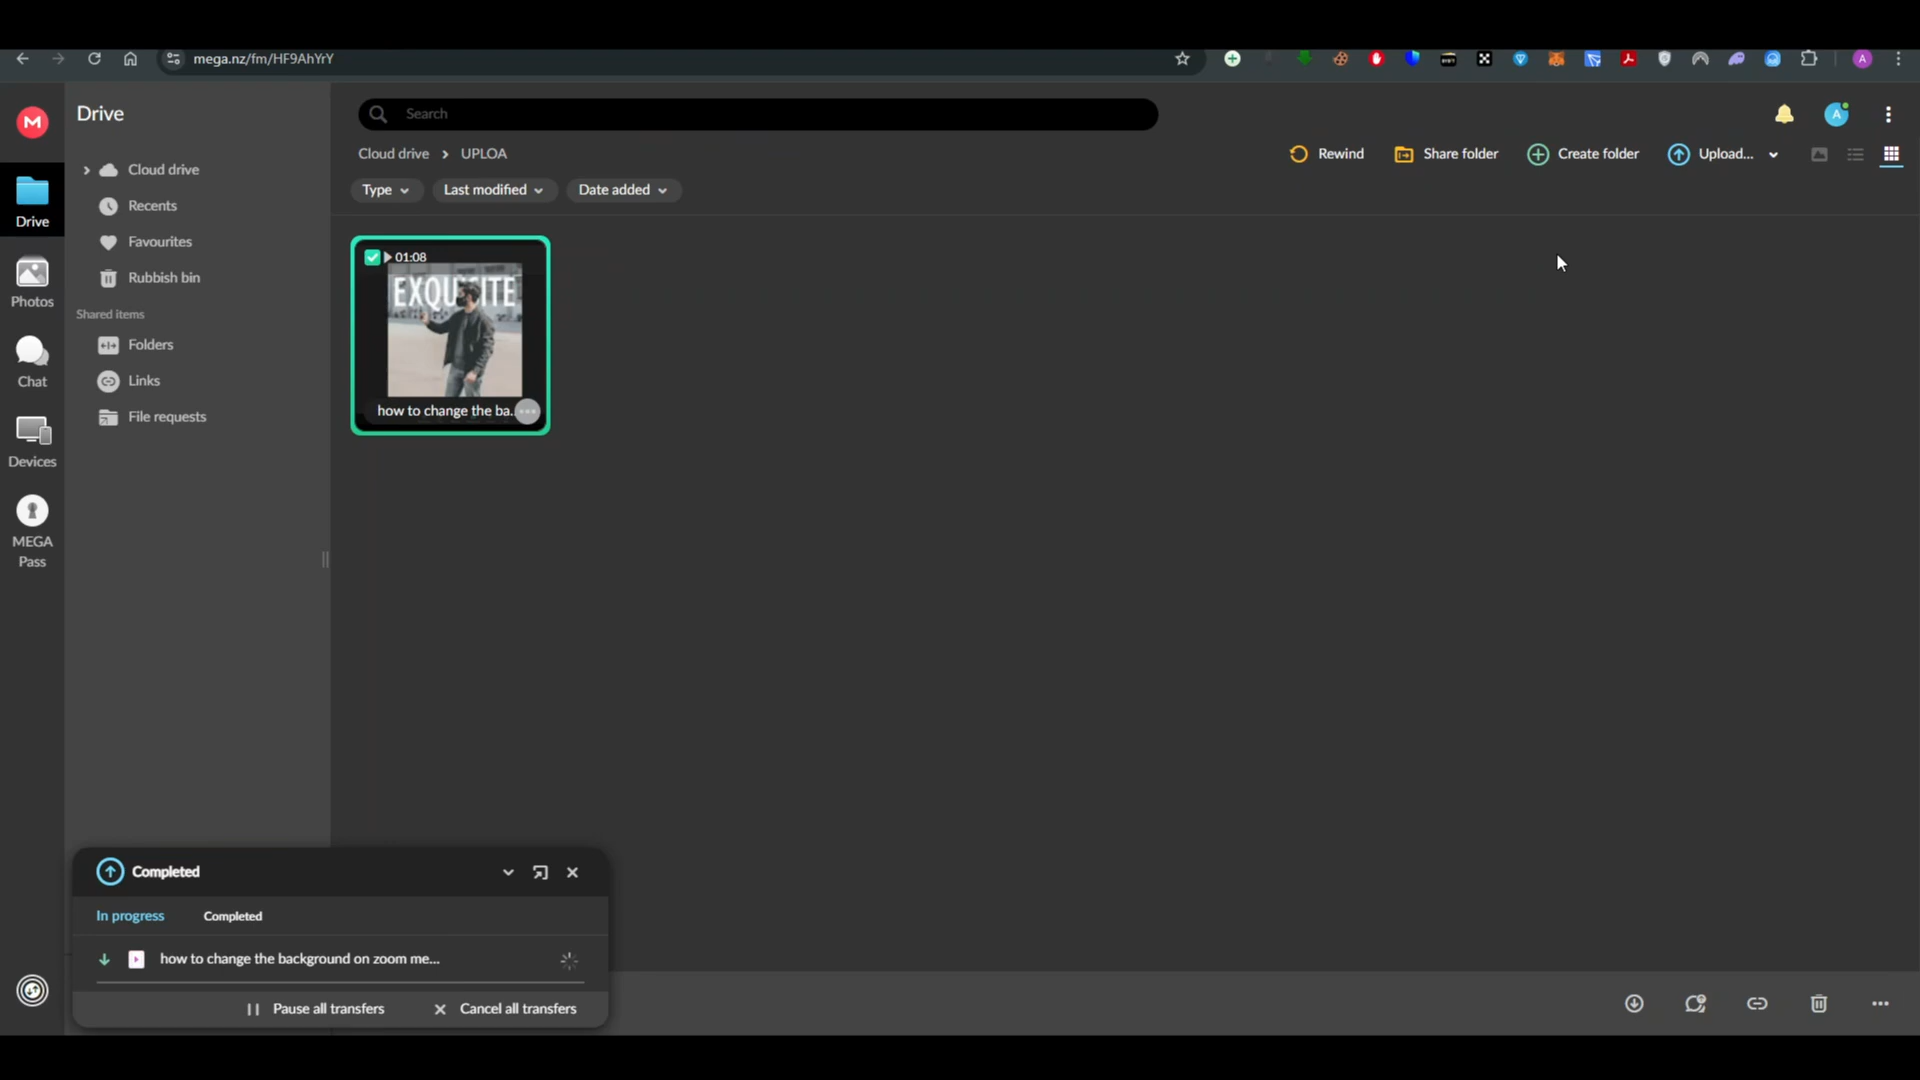 mega.nz/fm/HF9AhYrY
A
M
Drive
Search
A
Cloud drive
UPLOA
Rewind
Share folder
Create folder
Upload...
Type
Last modified
Date added
Drive
Photos
Chat
Devices
MEGA
Pass
Cloud drive
Recents
Favourites
Rubbish bin
Shared items
Folders
Links
File requests
01:08
EXQUISITE
how to change the ba...
Completed
In progress
Completed
how to change the background on zoom me...
Pause all transfers
Cancel all transfers